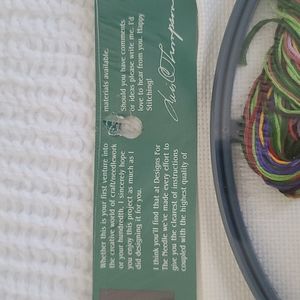 Whether this is your first venture into
the creative world of craft/needlework
or your hundredth, I sincerely hope
you enjoy this project as much as I
did designing it for you.
I think you'll find that at Designs For
The Needle we've made every effort to
give you the clearest of instructions
coupled with the highest quality of
materials available.
Should you have comments
or ideas please write me. I'd
love to hear from you. Happy
Stitching!
Thompson